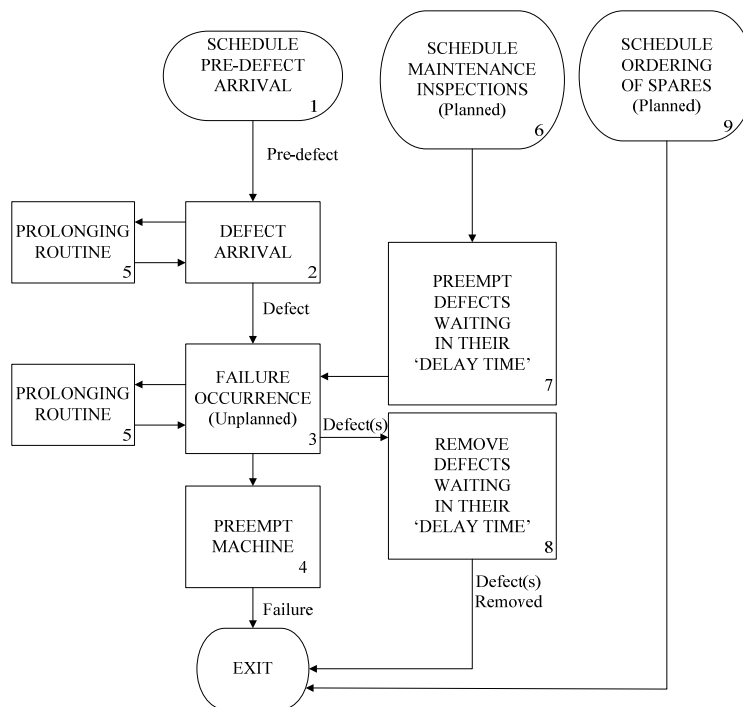 SCHEDULE
PRE-DEFECT
ARRIVAL
1
SCHEDULE
MAINTENANCE
INSPECTIONS
(Planned)
6
SCHEDULE
ORDERING
OF SPARES
(Planned)
9
Pre-defect
PROLONGING
ROUTINE
5
DEFECT
ARRIVAL
2
Defect
PREEMPT
DEFECTS
WAITING
IN THEIR
‘DELAY TIME’
7
PROLONGING
ROUTINE
5
FAILURE
OCCURRENCE
(Unplanned)
3
Defect(s)
REMOVE
DEFECTS
WAITING
IN THEIR
‘DELAY TIME’
8
PREEMPT
MACHINE
4
Failure
Defect(s)
Removed
EXIT